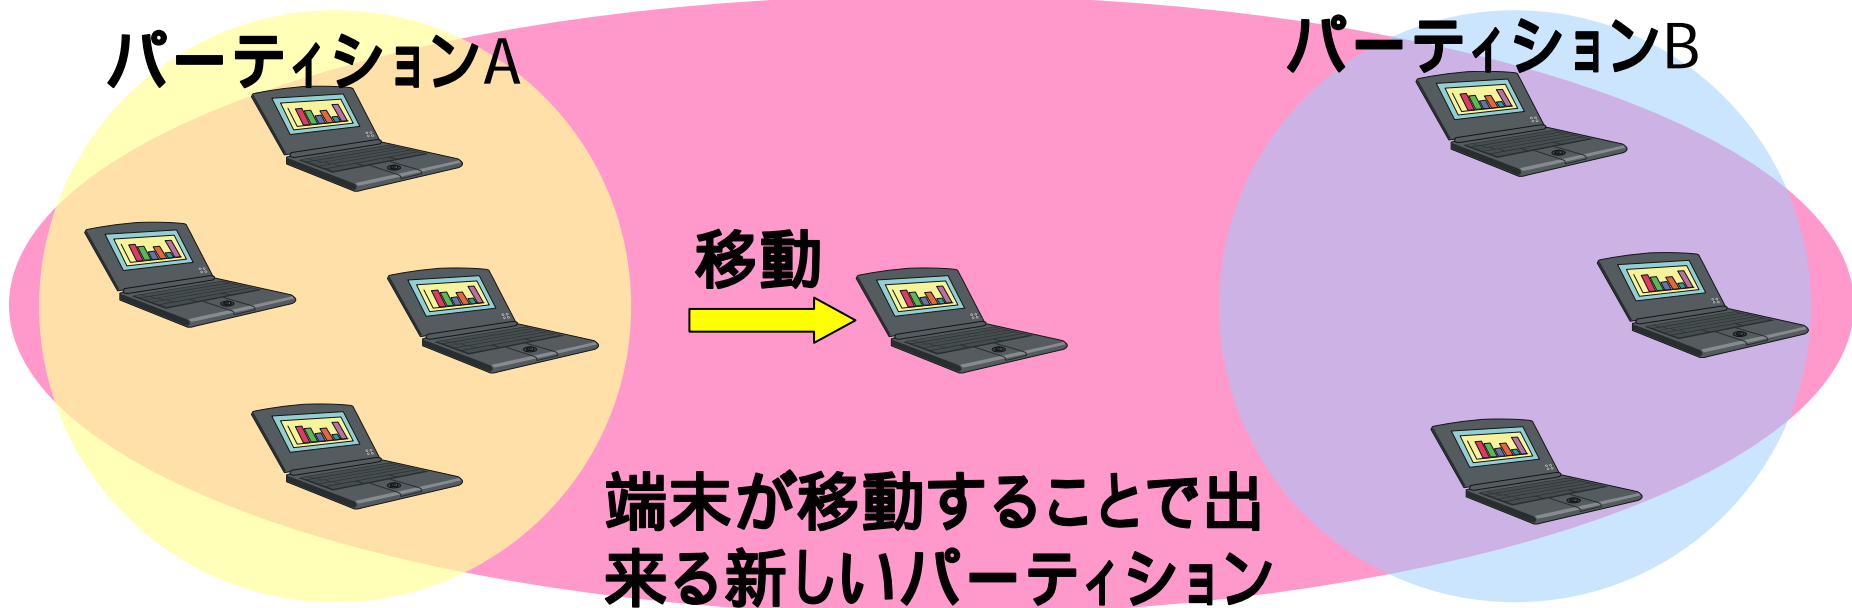 パーティションA
パーティションB
移動
端末が移動することで出
来る新しいパーティション